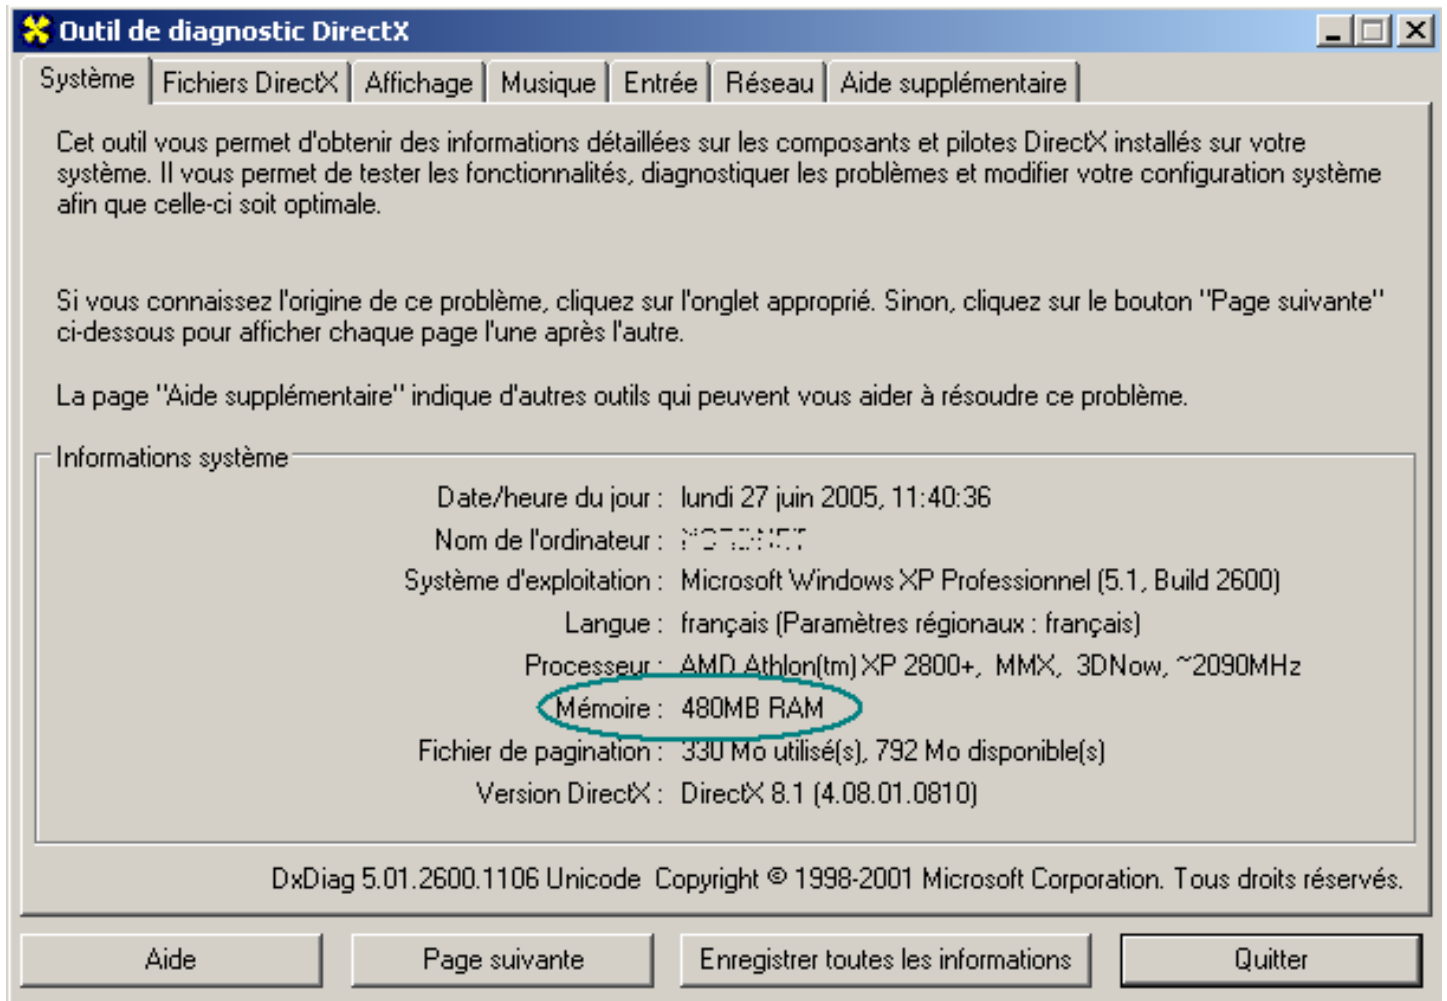 Outil de diagnostic DirectX
Système Fichiers DirectX Affichage Musique Entrée Réseau Aide supplémentaire
Cet outil vous permet d'obtenir des informations détaillées sur les composants et pilotes DirectX installés sur votre
système. Il vous permet de tester les fonctionnalités, diagnostiquer les problèmes et modifier votre configuration système
afin que celle-ci soit optimale.
Si vous connaissez l'origine de ce problème, cliquez sur l'onglet approprié. Sinon, cliquez sur le bouton "Page suivante"
ci-dessous pour afficher chaque page l'une après l'autre.
La page "Aide supplémentaire" indique d'autres outils qui peuvent vous aider à résoudre ce problème.
Informations système
Date/heure du jour : lundi 27 juin 2005, 11:40:36
Nom de l'ordinateur :
Système d'exploitation : Microsoft Windows XP Professionnel (5.1, Build 2600)
Langue : français (Paramètres régionaux : français)
Processeur : AMD Athlon(tm) XP 2800+, MMX, 3DNow, ~2090MHz
Mémoire : 480MB RAM
Fichier de pagination : 330 Mo utilisé(s), 792 Mo disponible(s)
Version DirectX : DirectX 8.1 (4.08.01.0810)
DxDiag 5.01.2600.1106 Unicode Copyright © 1998-2001 Microsoft Corporation. Tous droits réservés.
Aide Page suivante Enregistrer toutes les informations Quitter